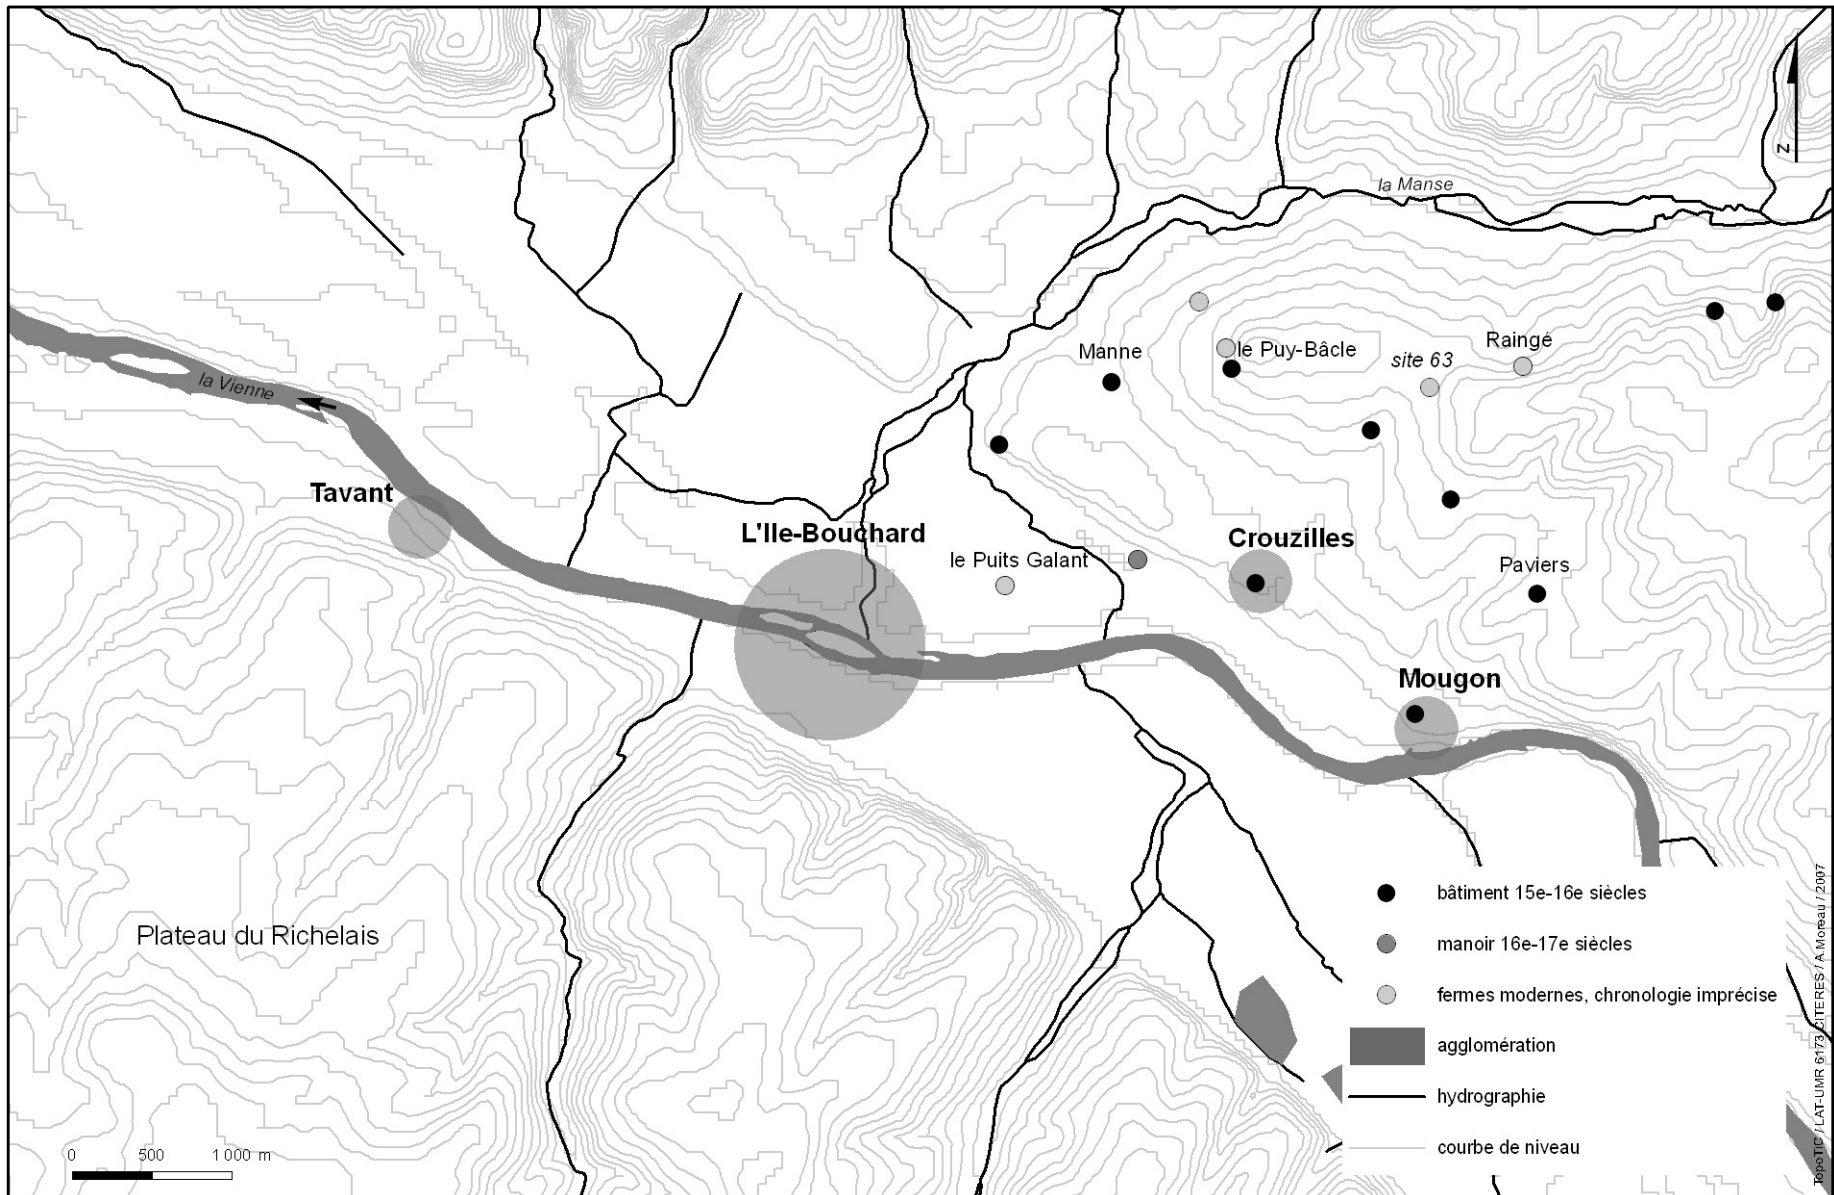 la Manse
N
Raingé
Manne
le Puy-Bâcle
site 63
la Vienne
Tavant
L'Ile-Bouchard
Crouzilles
le Puits Galant
Paviers
Mougon
bâtiment 15e-16e siècles
manoir 16e-17e siècles
fermes modernes, chronologie imprécise
agglomération
hydrographie
courbe de niveau
Plateau du Richelais
0 500 1 000 m
TopoTIC / LAT-UMR 6173 CITERES / A.Moreau / 2007